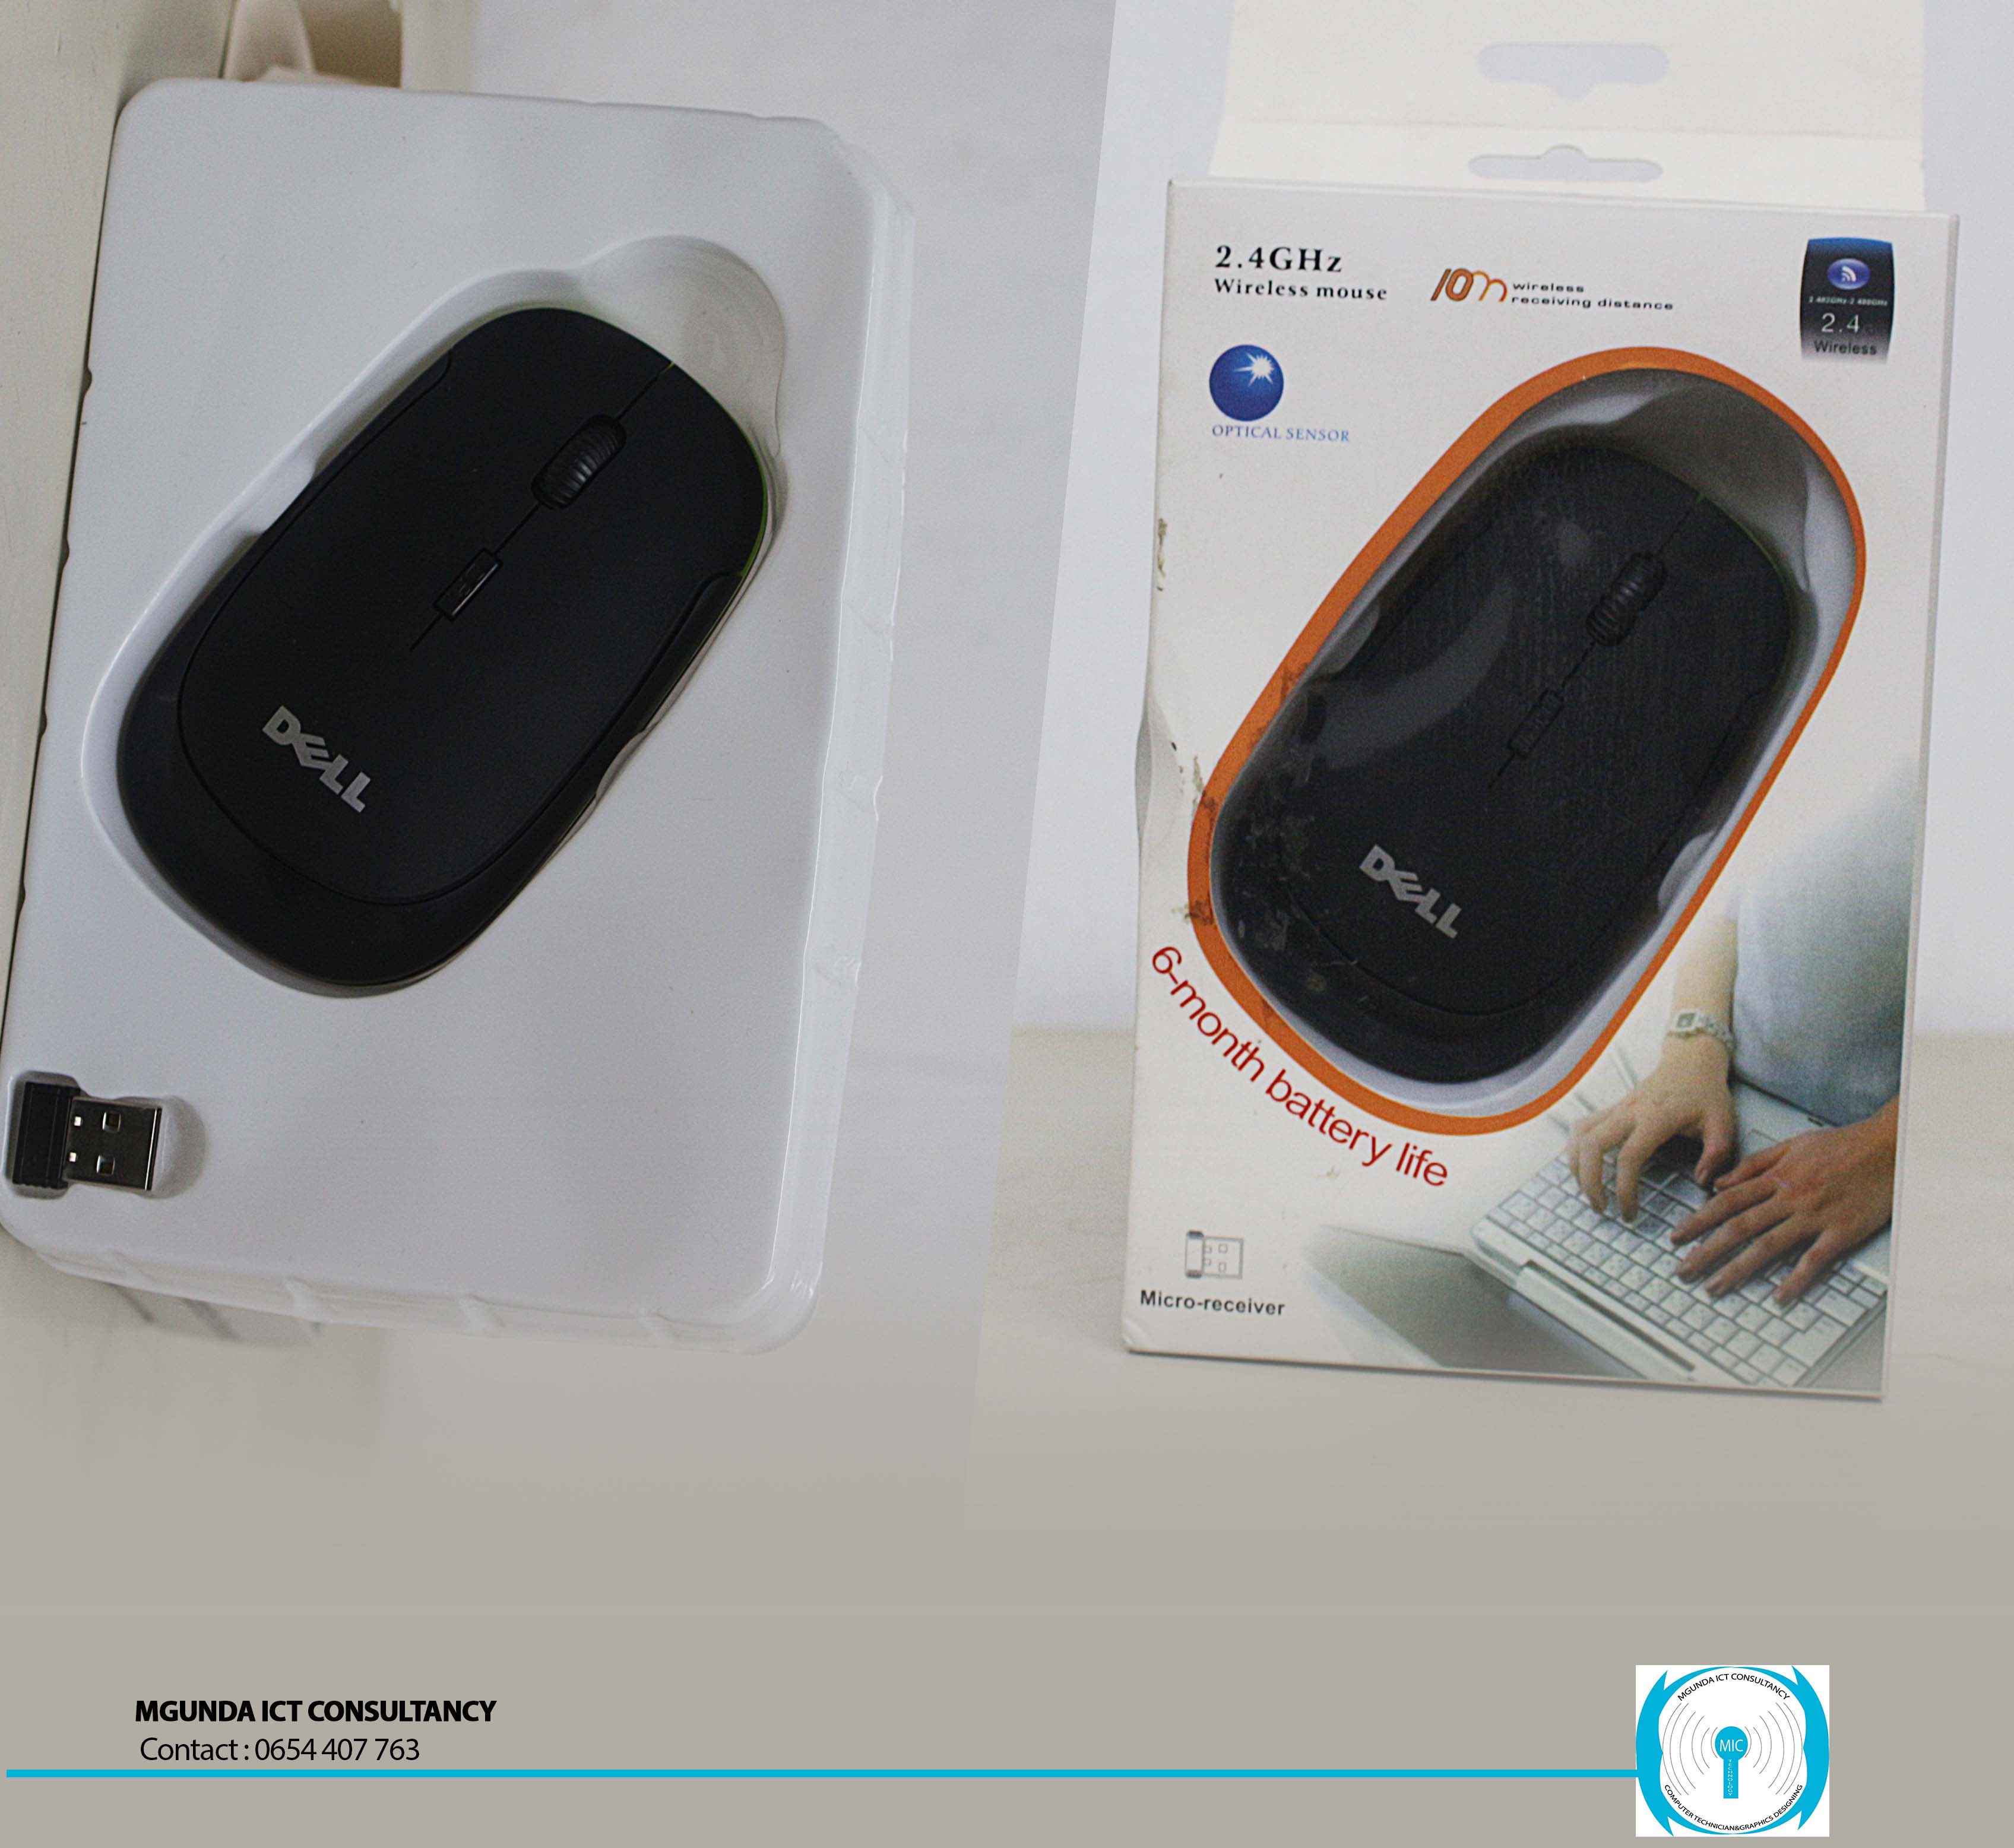 DELL
2.4GHz
Wireless mouse
10m wireless
receiving distance
2.4
Wireless
OPTICAL SENSOR
DELL
6-month battery life
Micro-receiver
MGUNDA ICT CONSULTANCY
Contact : 0654 407 763
MGUNDA ICT CONSULTANCY
MIC
COMPUTER TECHNICIAN&GRAPHICS DESIGNING